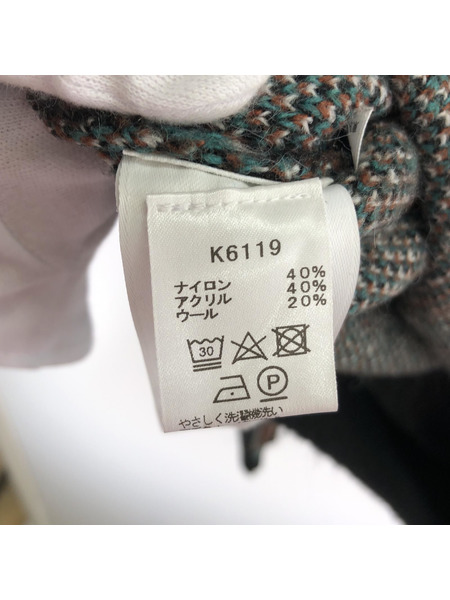 K6119
ナイロン 40%
アクリル 40%
ウール 20%
30
P
やさしく洗濯機洗い